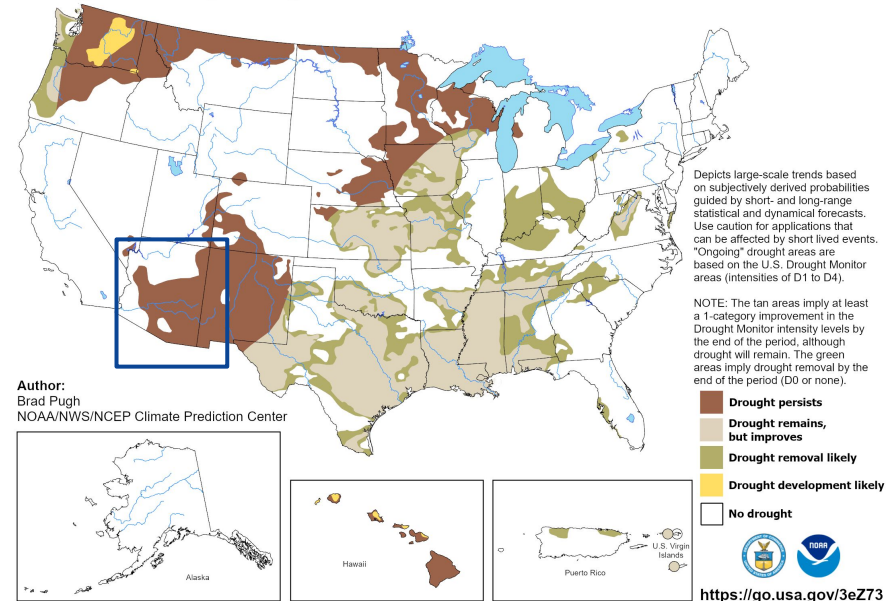 Depicts large-scale trends based
on subjectively derived probabilities
guided by short- and long-range
statistical and dynamical forecasts.
Use caution for applications that
can be affected by short lived events.
"Ongoing" drought areas are
based on the U.S. Drought Monitor
areas (intensities of D1 to D4).
NOTE: The tan areas imply at least
a 1-category improvement in the
Drought Monitor intensity levels by
the end of the period, although
drought will remain. The green
areas imply drought removal by the
end of the period (D0 or none).
Author:
Brad Pugh
NOAA/NWS/NCEP Climate Prediction Center
Drought persists
Drought remains,
but improves
Drought removal likely
Drought development likely
No drought
Alaska
Hawaii
Puerto Rico
U.S. Virgin
Islands
NOAA
https://go.usa.gov/3eZ73